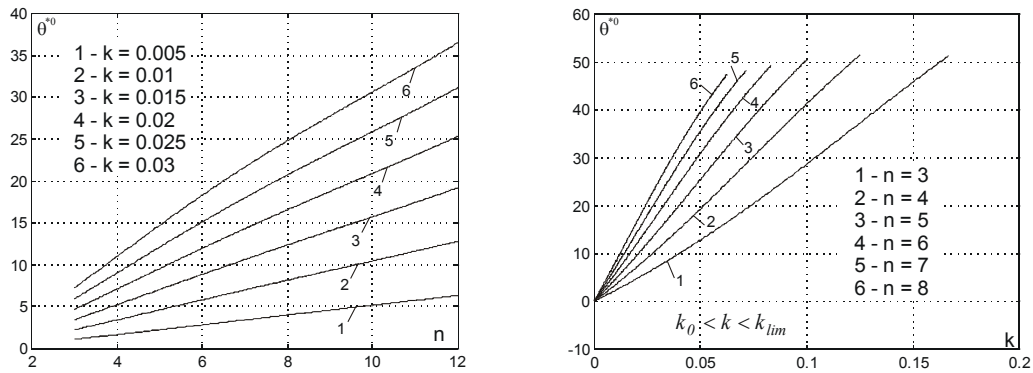 40
35
30
25
20
15
10
5
0
2
4
6
8
10
12
θ*0
n
1 - k = 0.005
2 - k = 0.01
3 - k = 0.015
4 - k = 0.02
5 - k = 0.025
6 - k = 0.03
6
5
4
3
2
1
60
50
40
30
20
10
0
-10
0
0.05
0.1
0.15
0.2
θ*0
k
5
6
4
3
2
1
1 - n = 3
2 - n = 4
3 - n = 5
4 - n = 6
5 - n = 7
6 - n = 8
k0 < k < klim